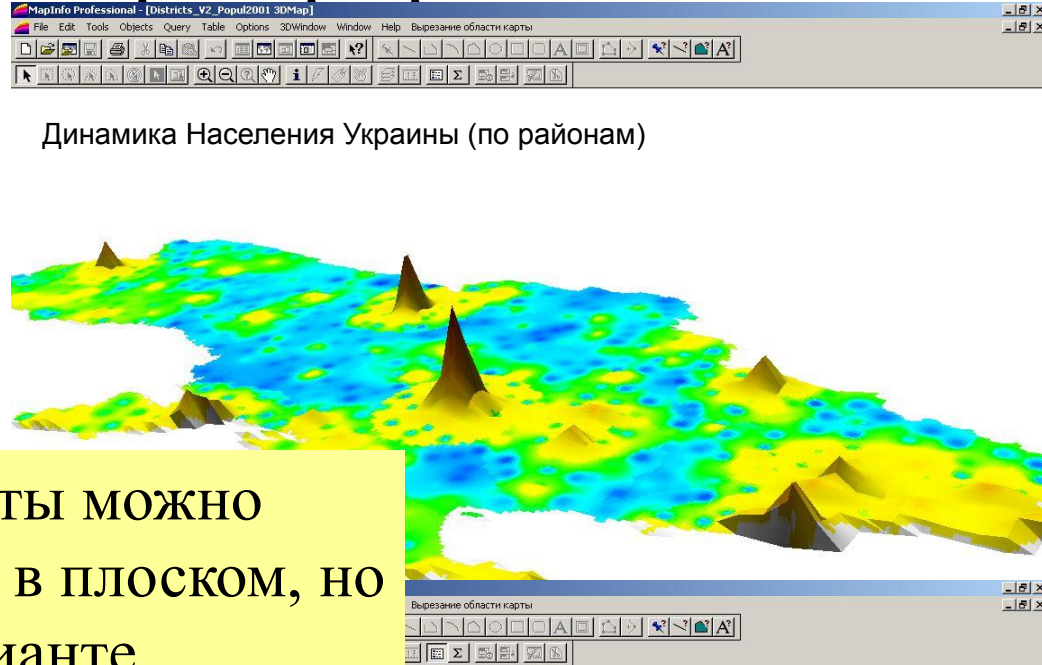 MapInfo Professional - [Districts_V2_Popul2001 3DMap]
File Edit Tools Objects Query Table Options 3DWindow Window Help Вырезание области карты
Динамика Населения Украины (по районам)
ты можно
в плоском, но
Вырезание области карты